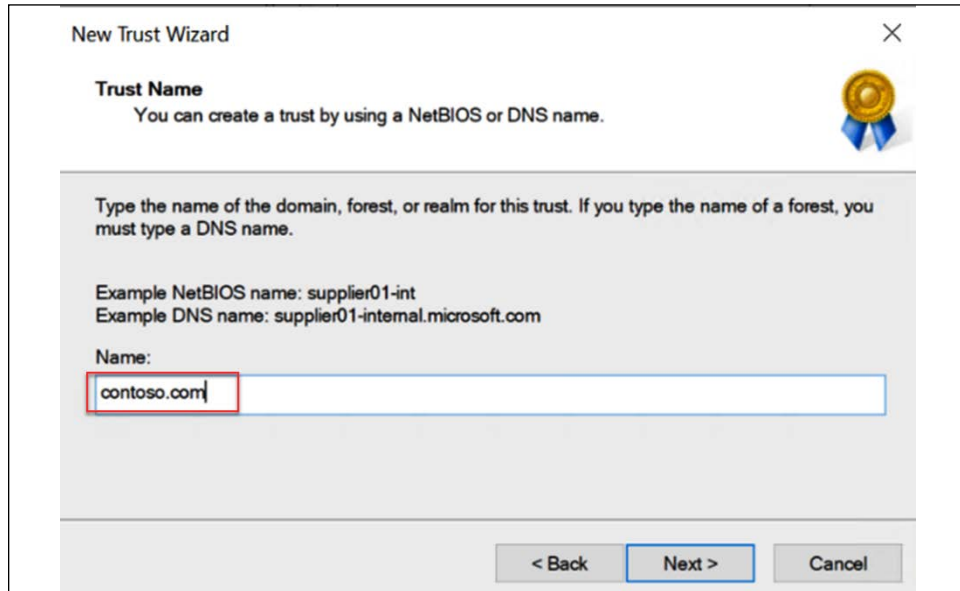 New Trust Wizard
Trust Name
You can create a trust by using a NetBIOS or DNS name.
Type the name of the domain, forest, or realm for this trust. If you type the name of a forest, you
must type a DNS name.
Example NetBIOS name: supplier01-int
Example DNS name: supplier01-internal.microsoft.com
Name:
contoso.com
< Back
Next >
Cancel